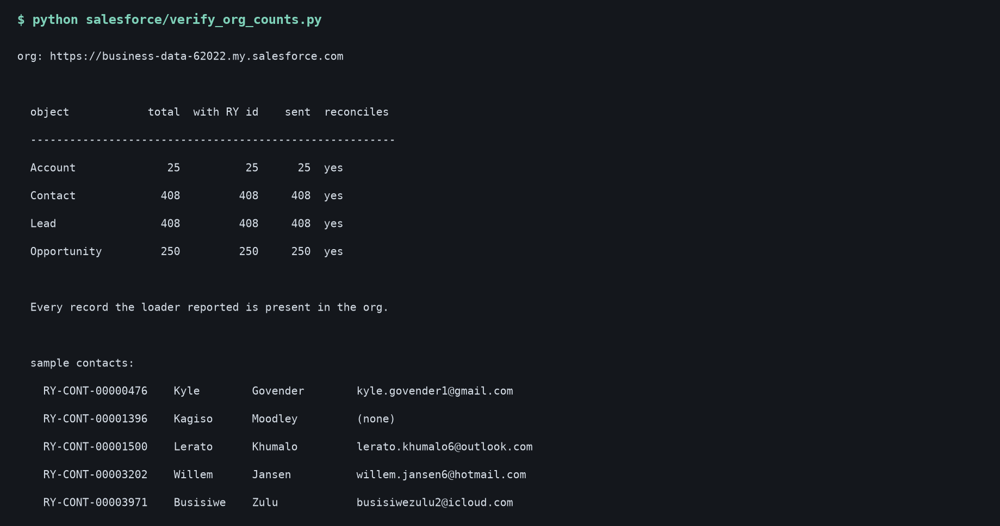 $ python salesforce/verify_org_counts.py
org: https://business-data-62022.my.salesforce.com
object total with RY id sent reconciles
--------------------------------------------------------
Account 25 25 25 yes
Contact 408 408 408 yes
Lead 408 408 408 yes
Opportunity 250 250 250 yes
Every record the loader reported is present in the org.
sample contacts:
RY-CONT-00000476 Kyle Govender kyle.govender1@gmail.com
RY-CONT-00001396 Kagiso Moodley (none)
RY-CONT-00001500 Lerato Khumalo lerato.khumalo6@outlook.com
RY-CONT-00003202 Willem Jansen willem.jansen6@hotmail.com
RY-CONT-00003971 Busisiwe Zulu busisiwezulu2@icloud.com